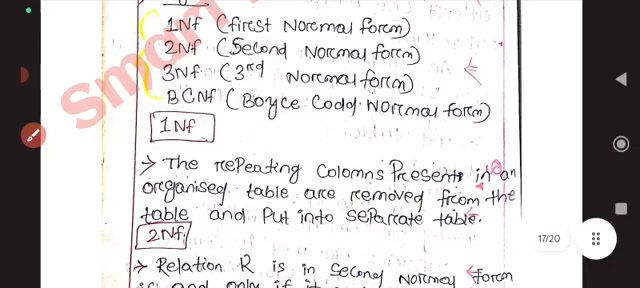 1Nf (first Normal form)
2Nf (Second Normal form)
3Nf (3rd Normal form)
BCNf (Boyce Codd Normal form)
1Nf
→ The repeating colomns Presents in an
organised table are removed from the
table and Put into separate table.
2Nf
17/20
→ Relation R is in second normal form